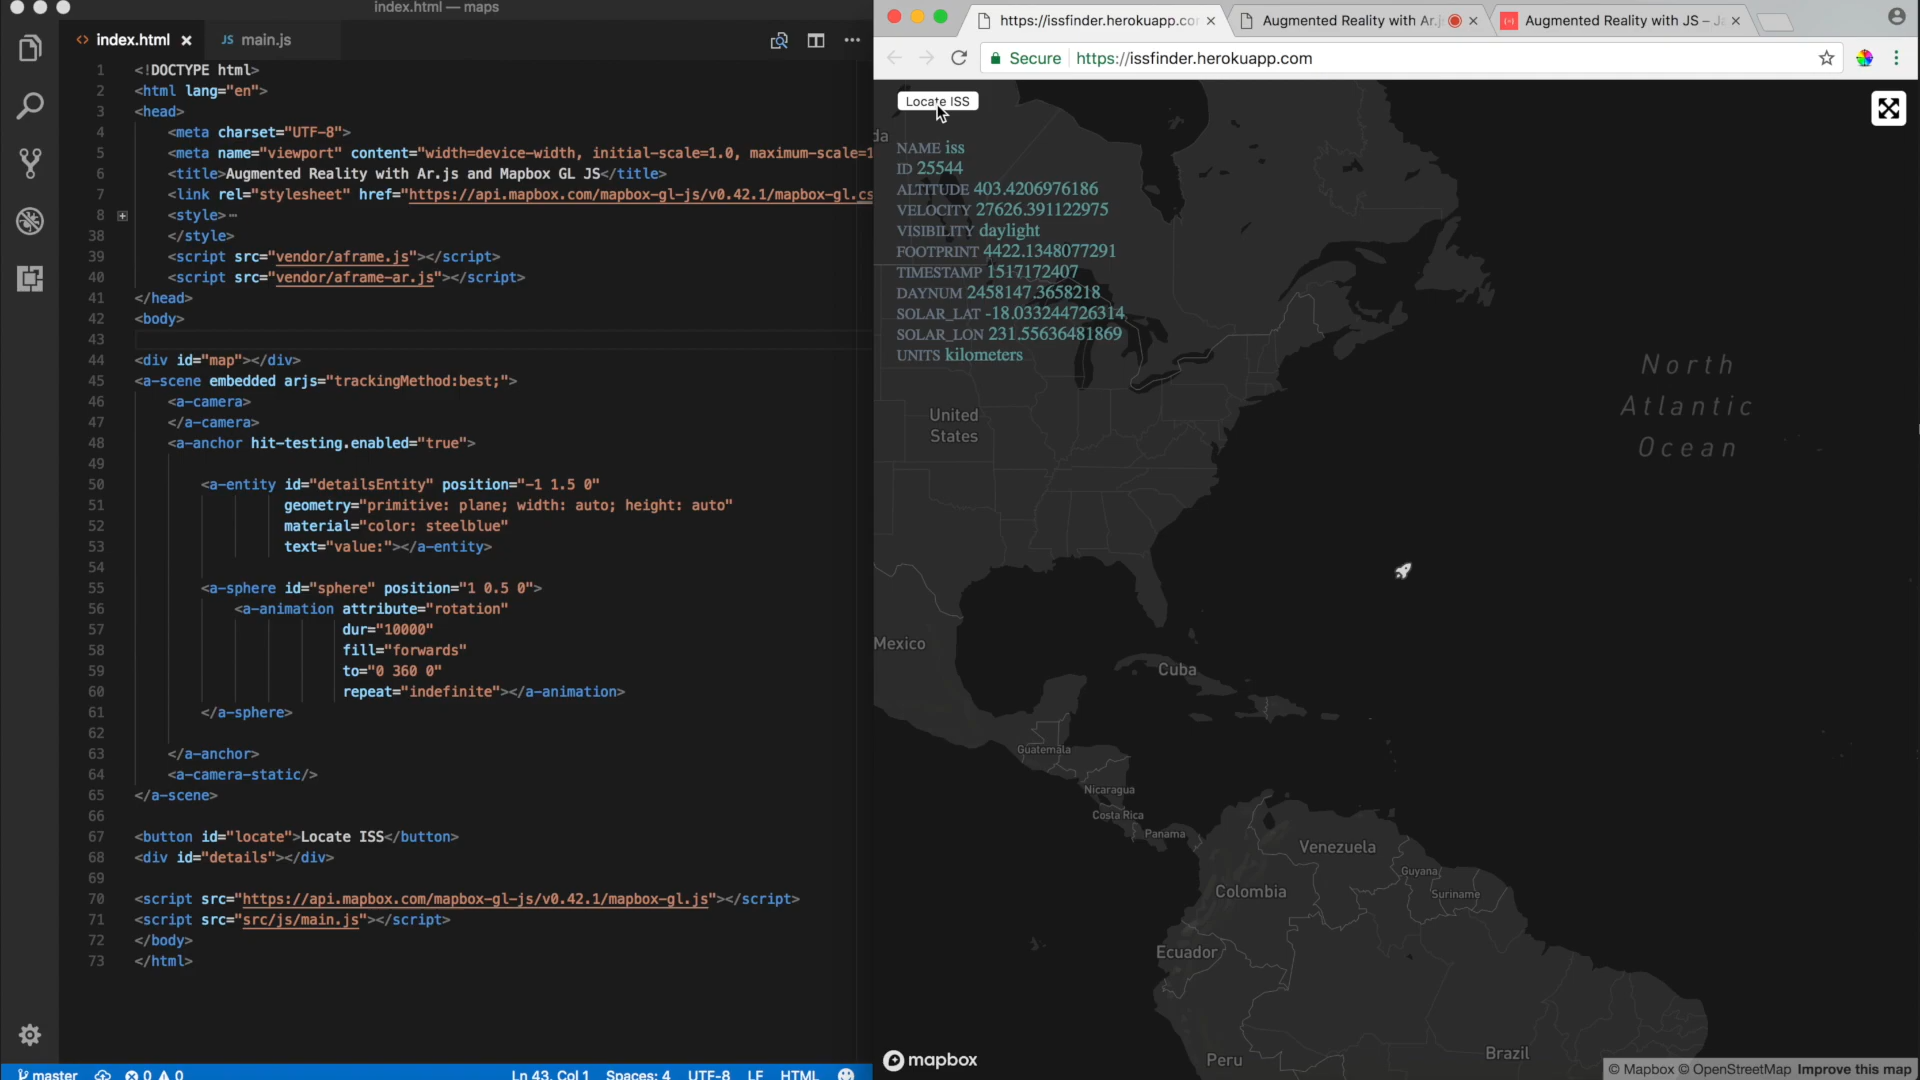 index.html — maps
index.html
JS main.js
1 <!DOCTYPE html>
2 <html lang="en">
3 <head>
4 <meta charset="UTF-8">
5 <meta name="viewport" content="width=device-width, initial-scale=1.0, maximum-scale=1
6 <title>Augmented Reality with Ar.js and Mapbox GL JS</title>
7 <link rel="stylesheet" href="https://api.mapbox.com/mapbox-gl-js/v0.42.1/mapbox-gl.cs
8 <style>⋯
38 </style>
39 <script src="vendor/aframe.js"></script>
40 <script src="vendor/aframe-ar.js"></script>
41 </head>
42 <body>
43
44 <div id="map"></div>
45 <a-scene embedded arjs="trackingMethod:best;">
46 <a-camera>
47 </a-camera>
48 <a-anchor hit-testing.enabled="true">
49
50 <a-entity id="detailsEntity" position="-1 1.5 0"
51 geometry="primitive: plane; width: auto; height: auto"
52 material="color: steelblue"
53 text="value:"></a-entity>
54
55 <a-sphere id="sphere" position="1 0.5 0">
56 <a-animation attribute="rotation"
57 dur="10000"
58 fill="forwards"
59 to="0 360 0"
60 repeat="indefinite"></a-animation>
61 </a-sphere>
62
63 </a-anchor>
64 <a-camera-static/>
65 </a-scene>
66
67 <button id="locate">Locate ISS</button>
68 <div id="details"></div>
69
70 <script src="https://api.mapbox.com/mapbox-gl-js/v0.42.1/mapbox-gl.js"></script>
71 <script src="src/js/main.js"></script>
72 </body>
73 </html>
master 0 0 Ln 43, Col 1 Spaces: 4 UTF-8 LF HTML
https://issfinder.herokuapp.co
Augmented Reality with Ar.j
Augmented Reality with JS – Ja
Secure https://issfinder.herokuapp.com
Locate ISS
da
NAME iss
ID 25544
ALTITUDE 403.4206976186
VELOCITY 27626.391122975
VISIBILITY daylight
FOOTPRINT 4422.1348077291
TIMESTAMP 1517172407
DAYNUM 2458147.3658218
SOLAR_LAT -18.033244726314
SOLAR_LON 231.55636481869
UNITS kilometers
North
Atlantic
Ocean
United
States
Mexico
Cuba
Guatemala
Nicaragua
Costa Rica
Panama
Venezuela
Guyana
Suriname
Colombia
Ecuador
Peru
Brazil
mapbox
© Mapbox © OpenStreetMap Improve this map